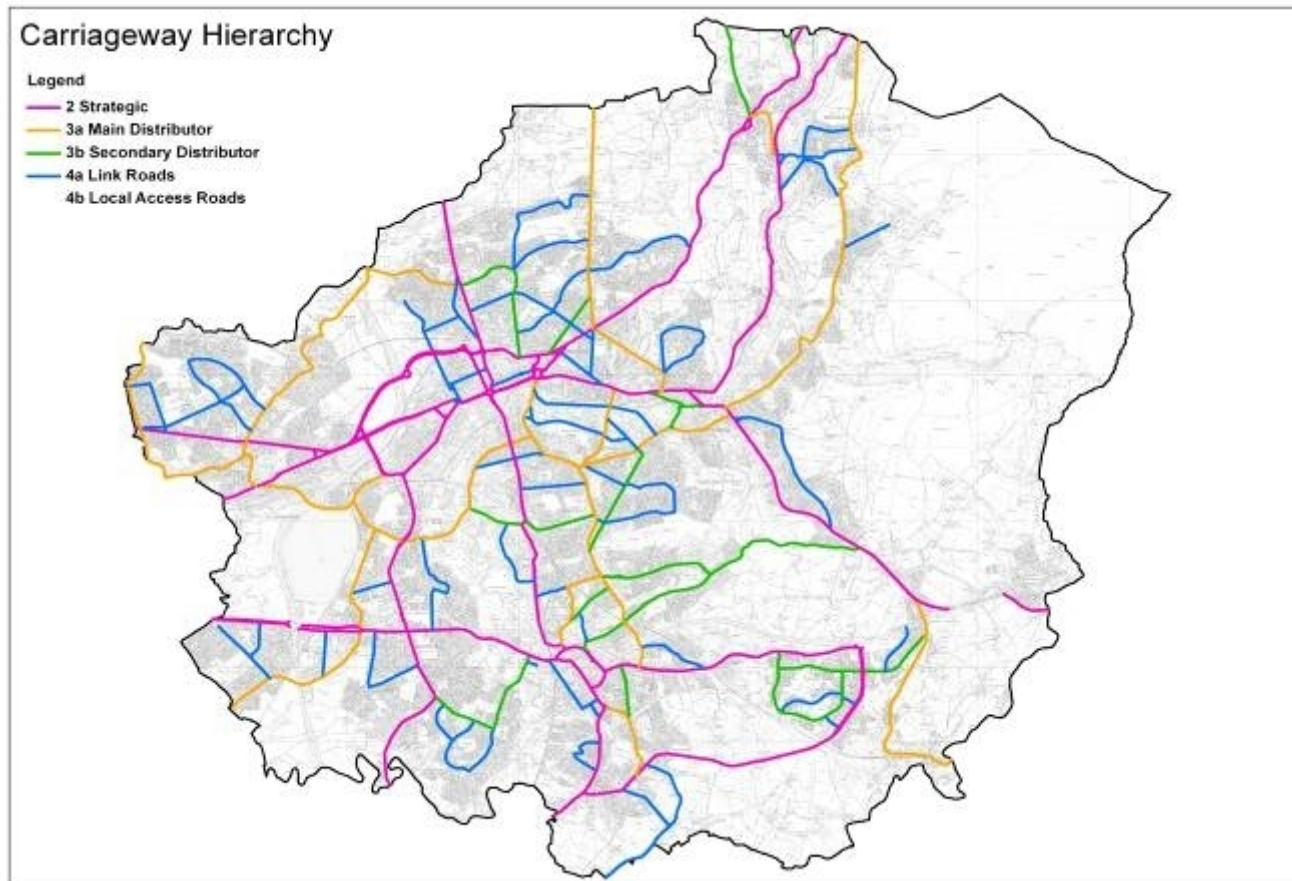 Carriageway Hierarchy
Legend
2 Strategic
3a Main Distributor
3b Secondary Distributor
4a Link Roads
4b Local Access Roads